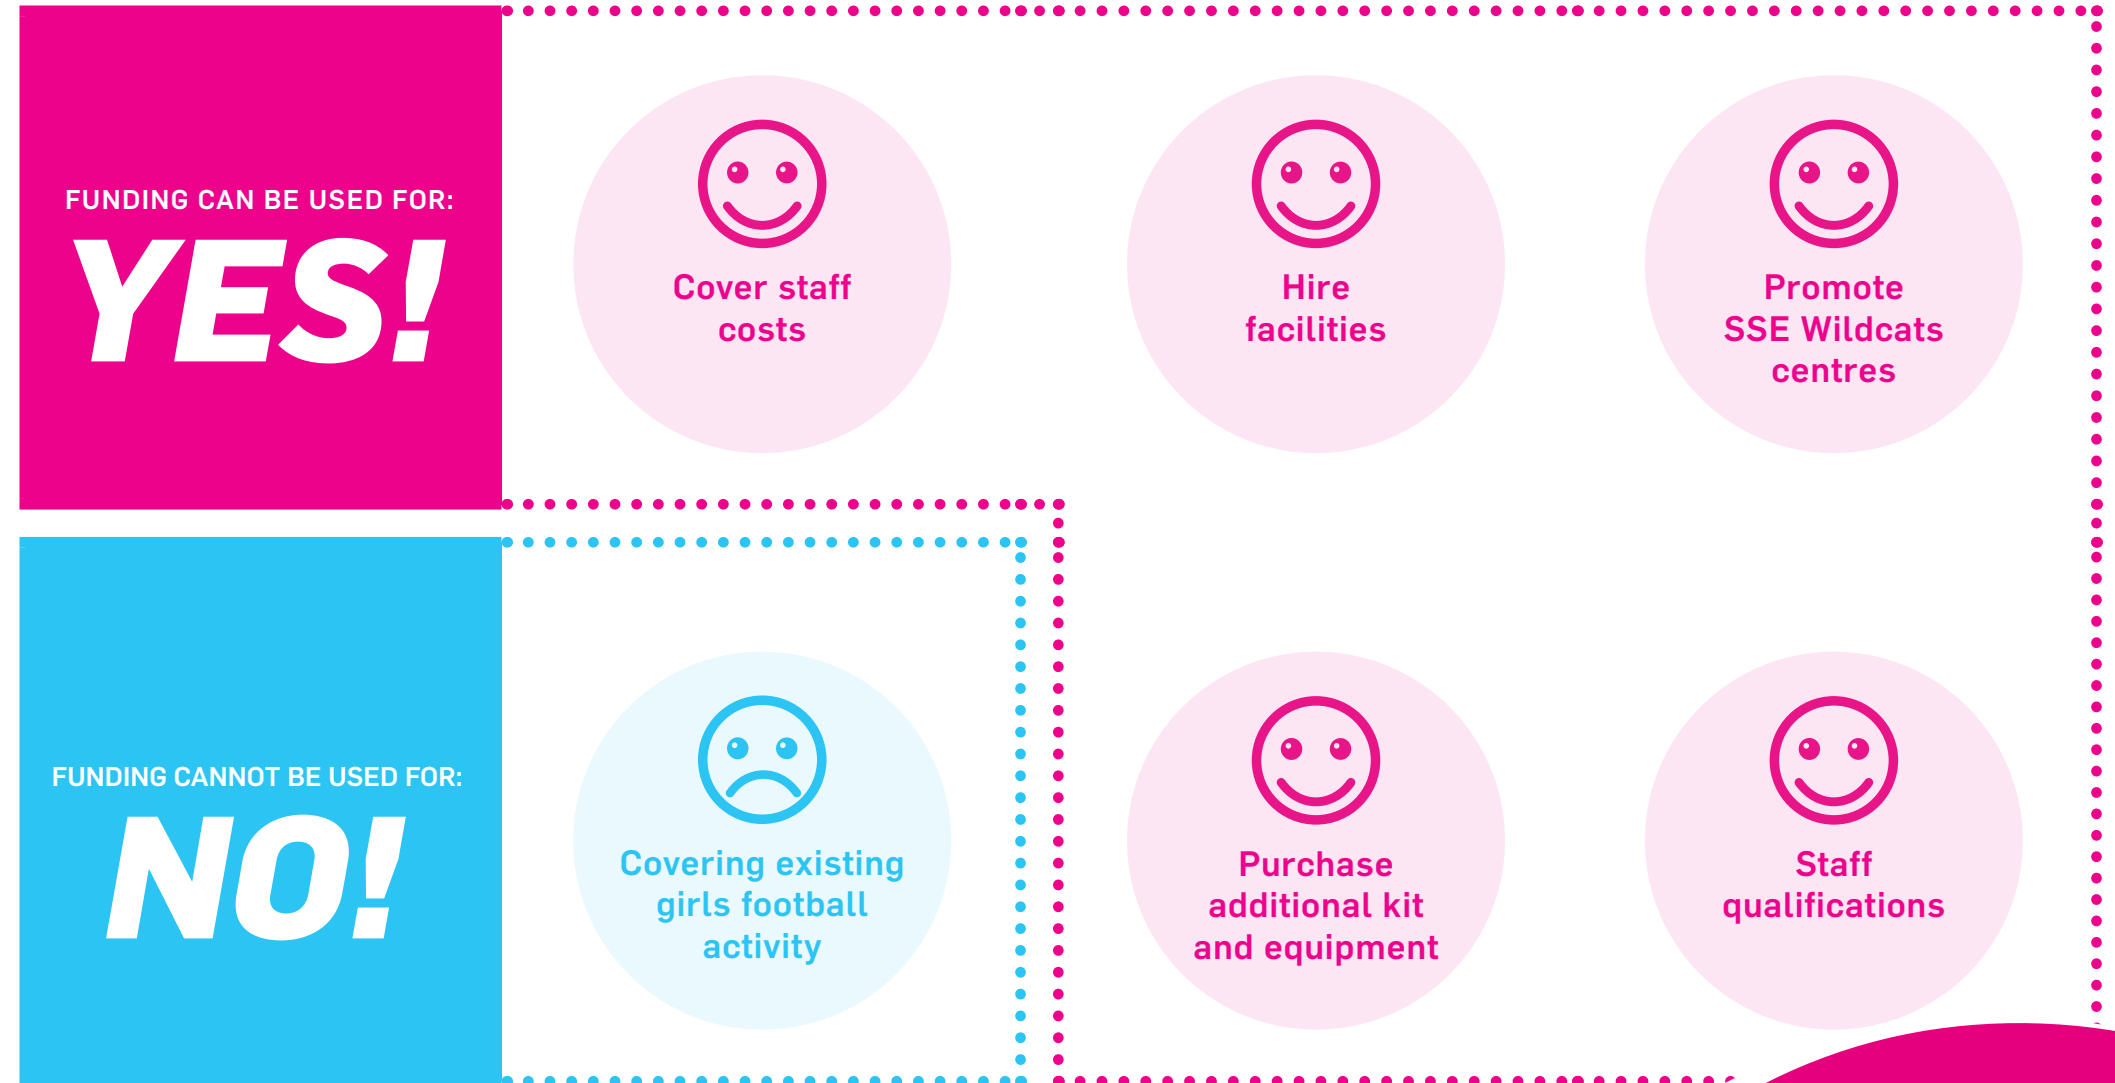 FUNDING CAN BE USED FOR:
YES!
Cover staff
costs
Hire
facilities
Promote
SSE Wildcats
centres
FUNDING CANNOT BE USED FOR:
NO!
Covering existing
girls football
activity
Purchase
additional kit
and equipment
Staff
qualifications